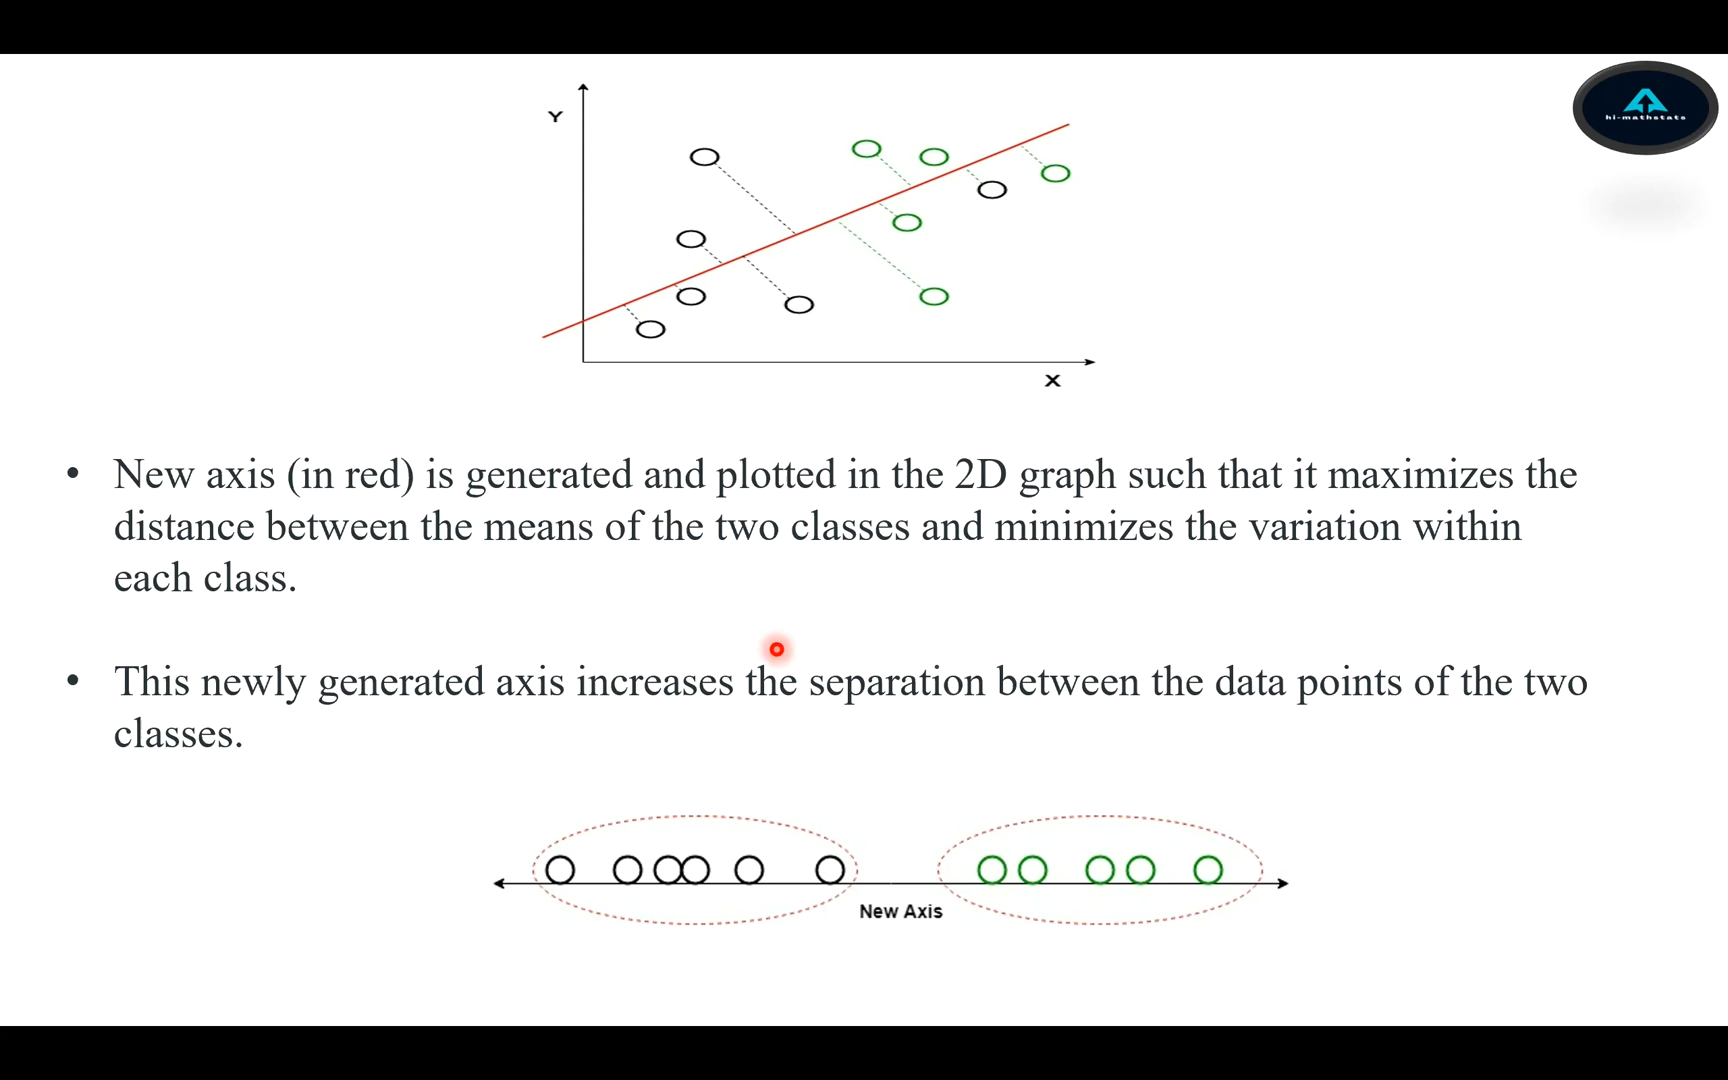 Y
hi-mathstats
X
• New axis (in red) is generated and plotted in the 2D graph such that it maximizes the
distance between the means of the two classes and minimizes the variation within
each class.
• This newly generated axis increases the separation between the data points of the two
classes.
New Axis